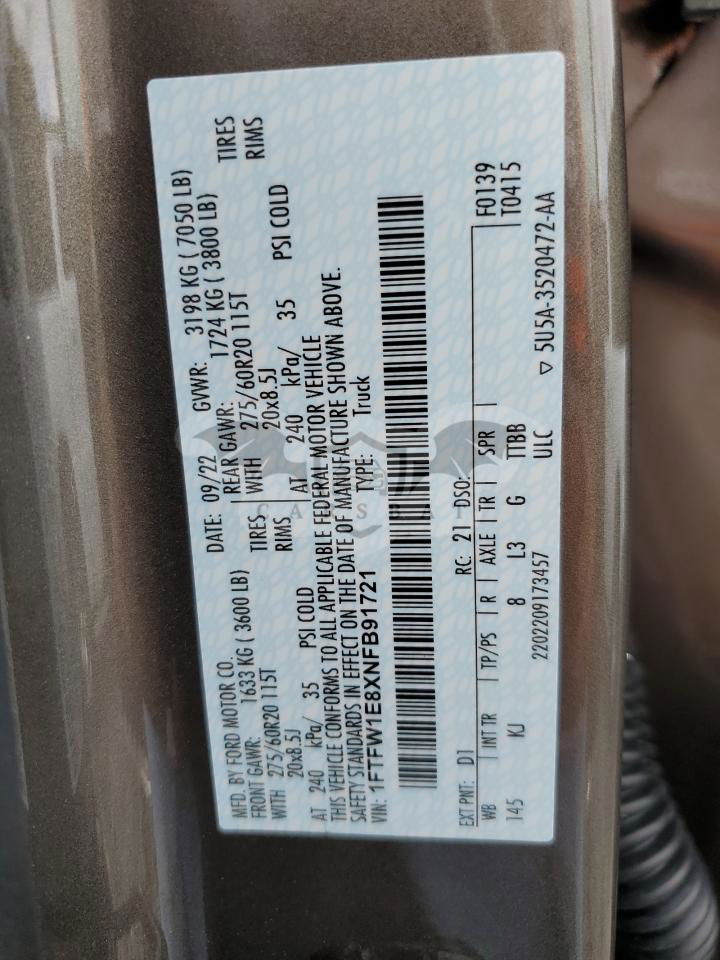 MFD. BY FORD MOTOR CO.
DATE: 09/22 GVWR: 3198 KG ( 7050 LB)
FRONT GAWR: 1633 KG ( 3600 LB) REAR GAWR: 1724 KG ( 3800 LB)
WITH 275/60R20 115T TIRES WITH 275/60R20 115T TIRES
20x8.5J RIMS 20x8.5J RIMS
AT 240 kPa/ 35 PSI COLD AT 240 kPa/ 35 PSI COLD
THIS VEHICLE CONFORMS TO ALL APPLICABLE FEDERAL MOTOR VEHICLE
SAFETY STANDARDS IN EFFECT ON THE DATE OF MANUFACTURE SHOWN ABOVE.
VIN: 1FTFW1E8XNFB91721 TYPE: Truck
F0139
EXT PNT: D1 RC: 21 DSO: T0415
WB INT TR TP/PS R AXLE TR SPR
145 KJ 8 L3 G TTBB
2202209173457 ULC ▽ 5U5A-3520472-AA
CARSBAT